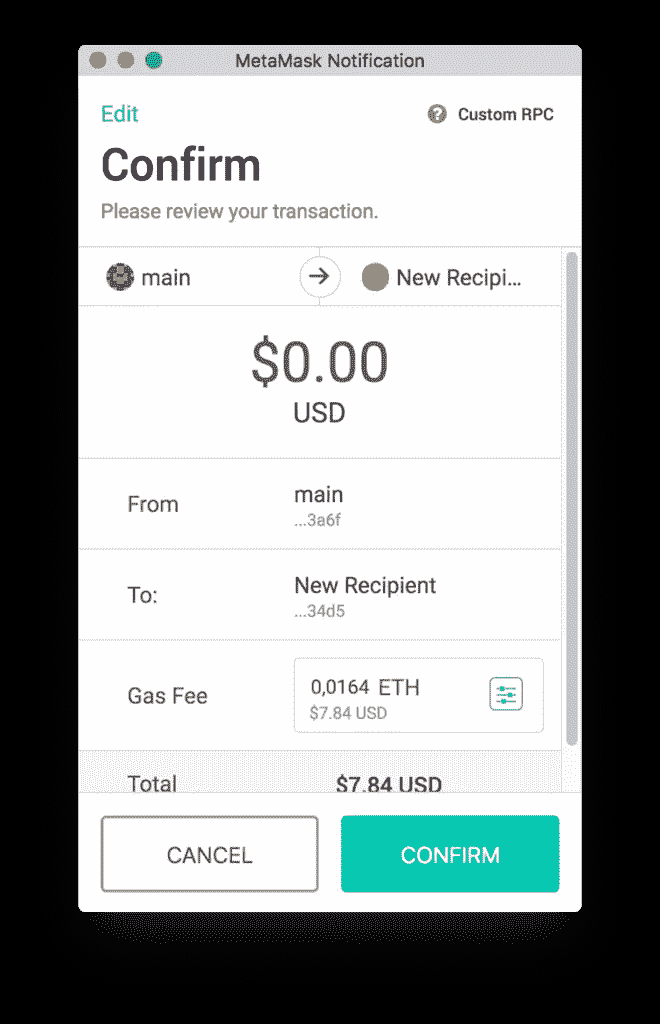 MetaMask Notification
Edit
Custom RPC
Confirm
Please review your transaction.
main
New Recipi...
$0.00
USD
From
main
...3a6f
To:
New Recipient
...34d5
Gas Fee
0,0164 ETH
$7.84 USD
Total
$7.84 USD
CANCEL
CONFIRM